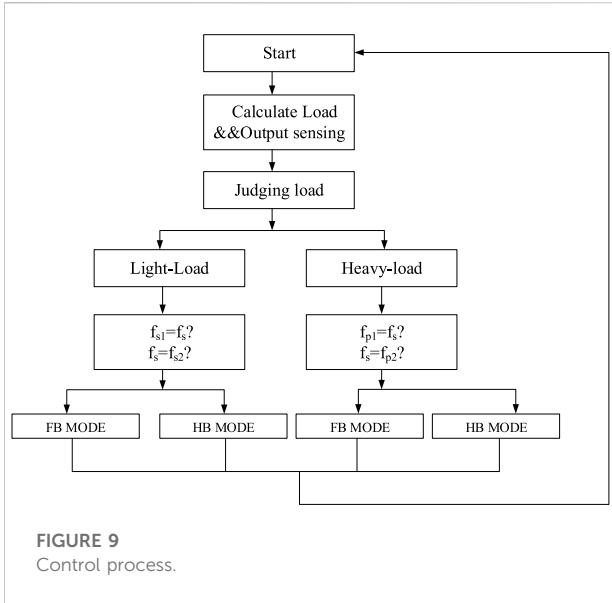 Start
Calculate Load
&&Output sensing
Judging load
Light-Load
Heavy-load
fs1=fs?
fs=fs2?
fp1=fs?
fs=fp2?
FB MODE
HB MODE
FB MODE
HB MODE
FIGURE 9
Control process.